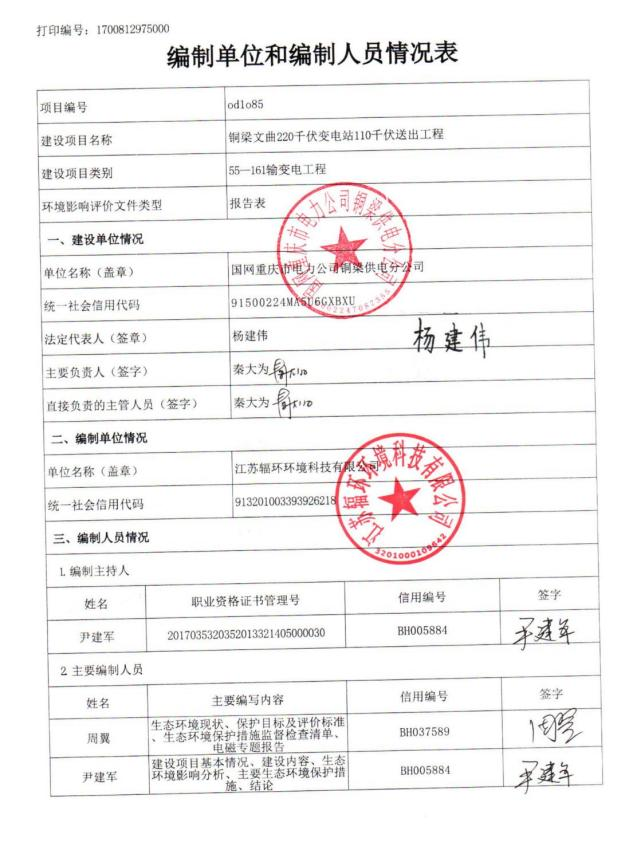 打印编号：1700812975000
编制单位和编制人员情况表
项目编号 od1o85
建设项目名称 铜梁文曲220千伏变电站110千伏送出工程
建设项目类别 55—161输变电工程
环境影响评价文件类型 报告表
一、建设单位情况
单位名称（盖章） 国网重庆市电力公司铜梁供电分公司
统一社会信用代码 91500224MA5U6GXBXU
法定代表人（签章） 杨建伟 杨建伟
主要负责人（签字） 秦大为
直接负责的主管人员（签字） 秦大为
国网重庆市电力公司铜梁供电分公司
二、编制单位情况
单位名称（盖章） 江苏辐环环境科技有限公司
统一社会信用代码 913201003393926218
江苏辐环环境科技有限公司
3201000109642
三、编制人员情况
1.编制主持人
姓名 职业资格证书管理号 信用编号 签字
尹建军 2017035320352013321405000030 BH005884 尹建军
2 主要编制人员
姓名 主要编写内容 信用编号 签字
周翼 生态环境现状、保护目标及评价标准
、生态环境保护措施监督检查清单、
电磁专题报告 BH037589 周翼
尹建军 建设项目基本情况、建设内容、生态
环境影响分析、主要生态环境保护措
施、结论 BH005884 尹建军